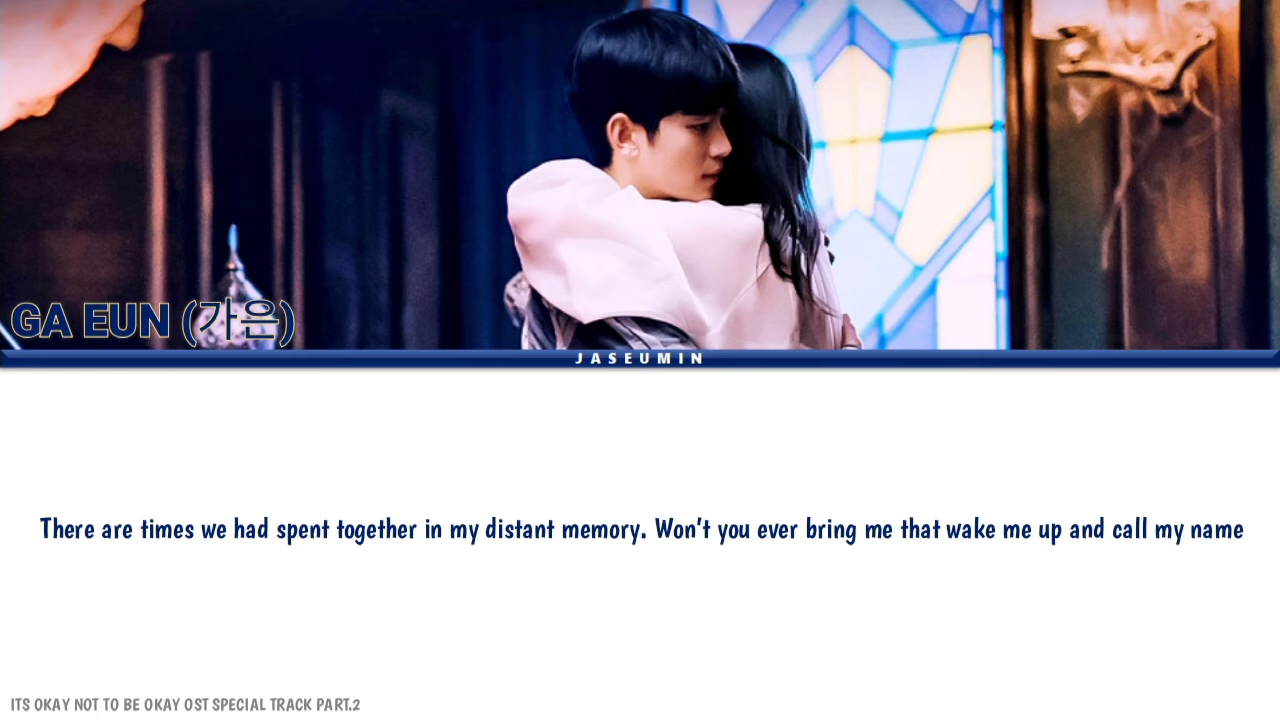 GA EUN (가은)
JASEUMIN
There are times we had spent together in my distant memory. Won't you ever bring me that wake me up and call my name
ITS OKAY NOT TO BE OKAY OST SPECIAL TRACK PART.2